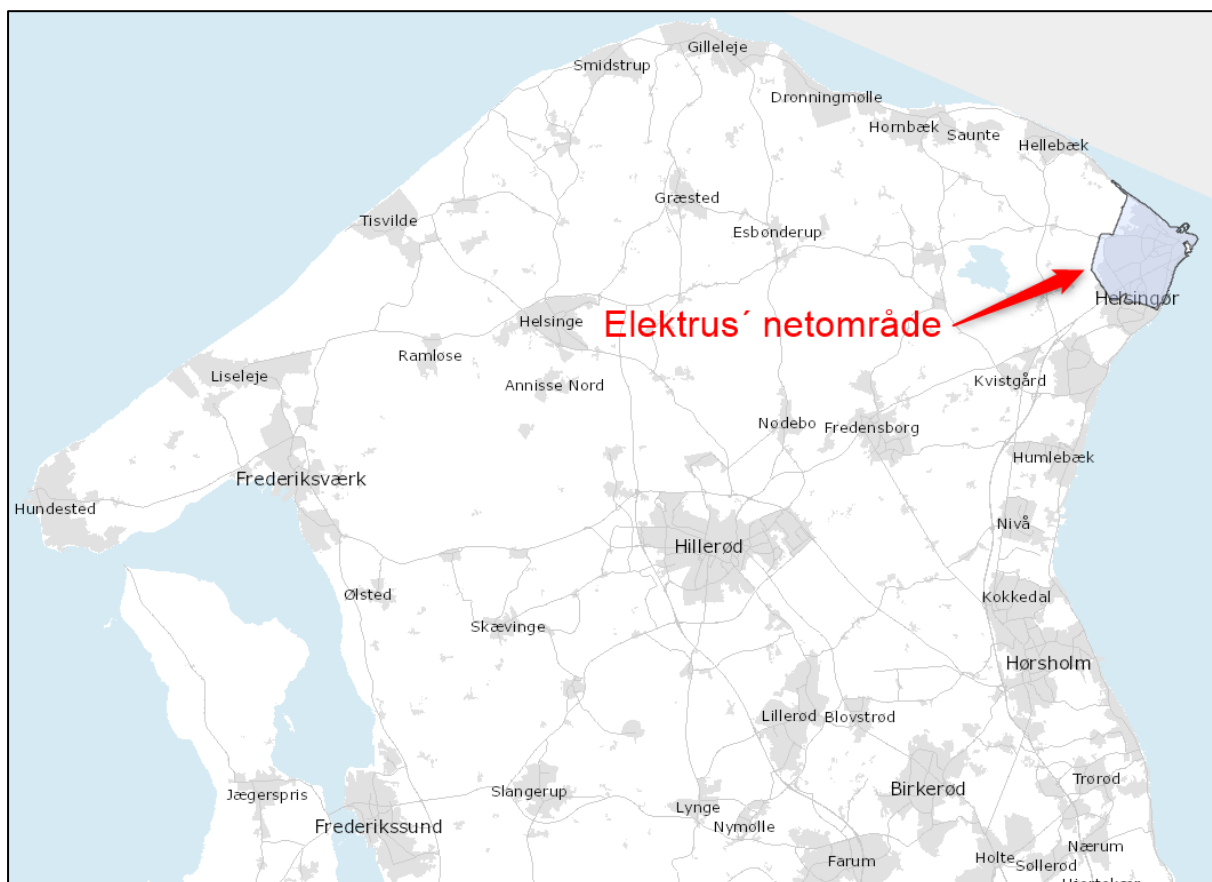 Gilleleje
Smidstrup
Dronningmølle
Hornbæk
Saunte
Hellebæk
Græsted
Tisvilde
Esbønderup
Helsingør
Elektrus´ netområde
Helsinge
Ramløse
Liseleje
Annisse Nord
Kvistgård
Nødebo
Fredensborg
Humlebæk
Frederiksværk
Hundested
Nivå
Hillerød
Ølsted
Kokkedal
Skævinge
Hørsholm
Lillerød
Blovstrød
Trørød
Birkerød
Jægerspris
Slangerup
Lynge
Frederikssund
Nymølle
Nærum
Farum
Holte
Søllerød